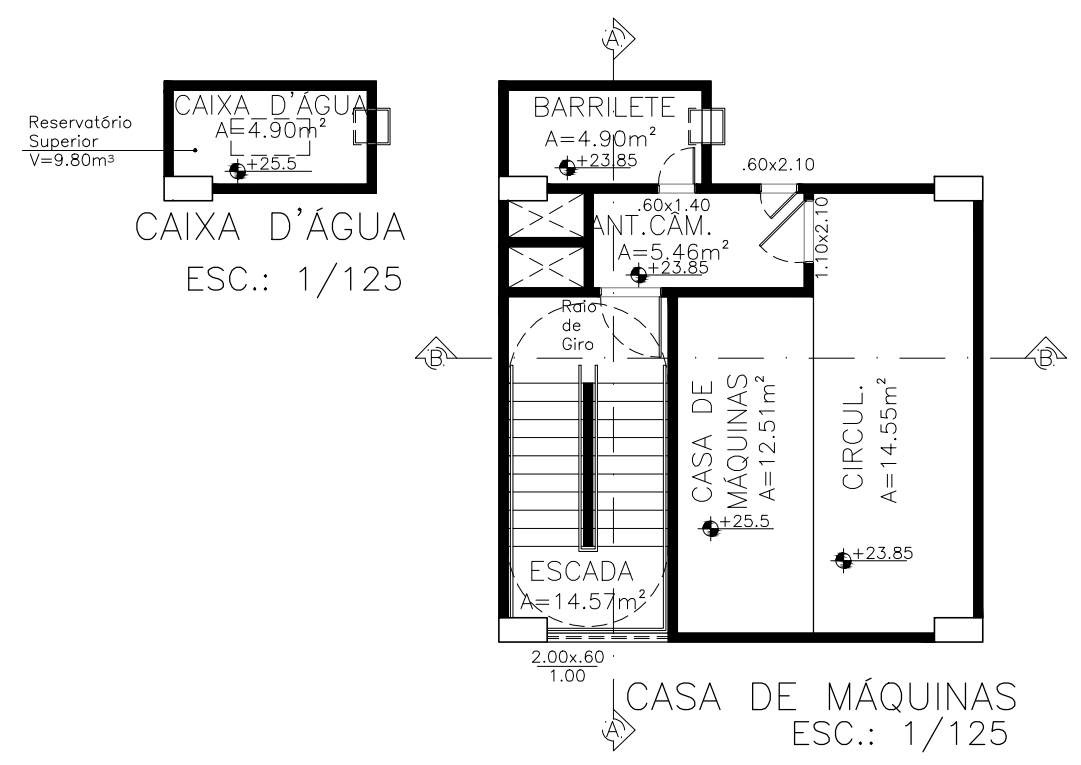 A.
CAIXA D'ÁGUA
A=4.90m²
Reservatório
Superior
V=9.80m³
+25.5
CAIXA D'ÁGUA
ESC.: 1/125
BARRILETE
A=4.90m²
+23.85
.60x2.10
.60x1.40
1.10x2.10
ANT.CÂM.
A=5.46m²
+23.85
Raio
de
Giro
B.
B.
CASA DE
MÁQUINAS
A=12.51m²
+25.5
CIRCUL.
A=14.55m²
+23.85
ESCADA
A=14.57m²
2.00x.60
1.00
CASA DE MÁQUINAS
ESC.: 1/125
A.